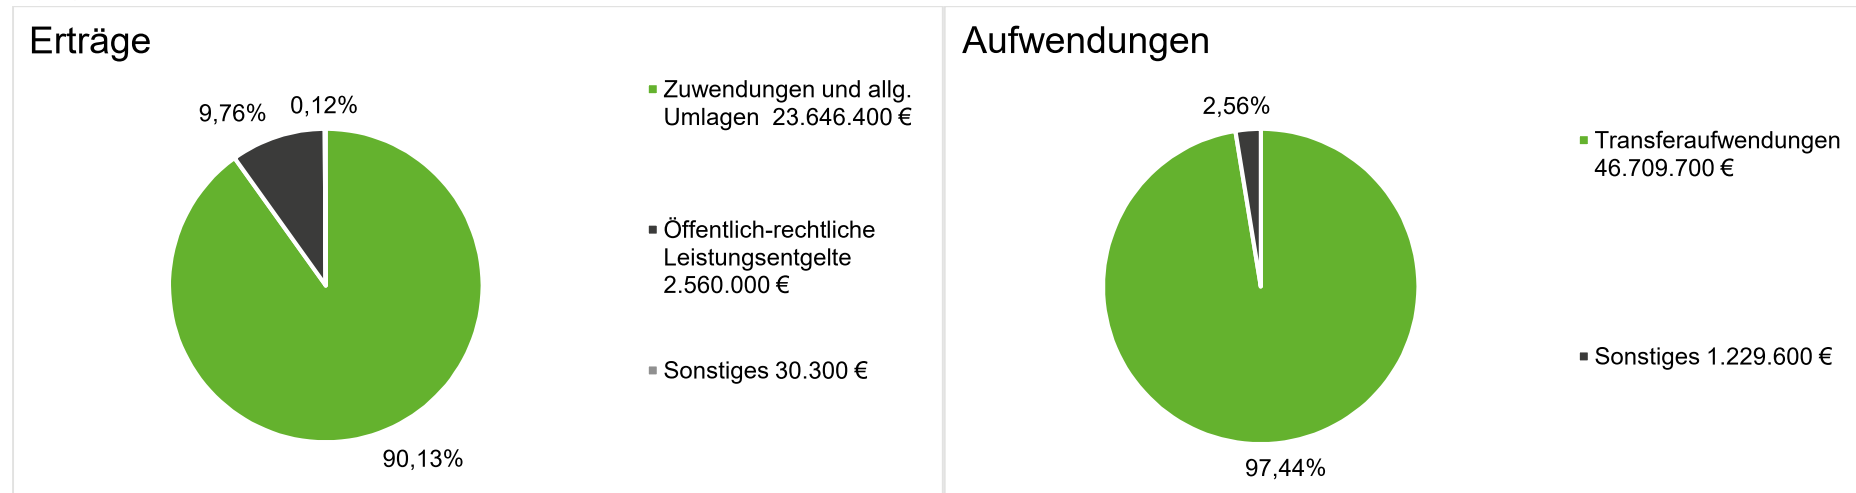 Erträge
9,76%
0,12%
90,13%
Zuwendungen und allg.
Umlagen  23.646.400 €
Öffentlich-rechtliche
Leistungsentgelte
2.560.000 €
Sonstiges 30.300 €
Aufwendungen
2,56%
97,44%
Transferaufwendungen
46.709.700 €
Sonstiges 1.229.600 €